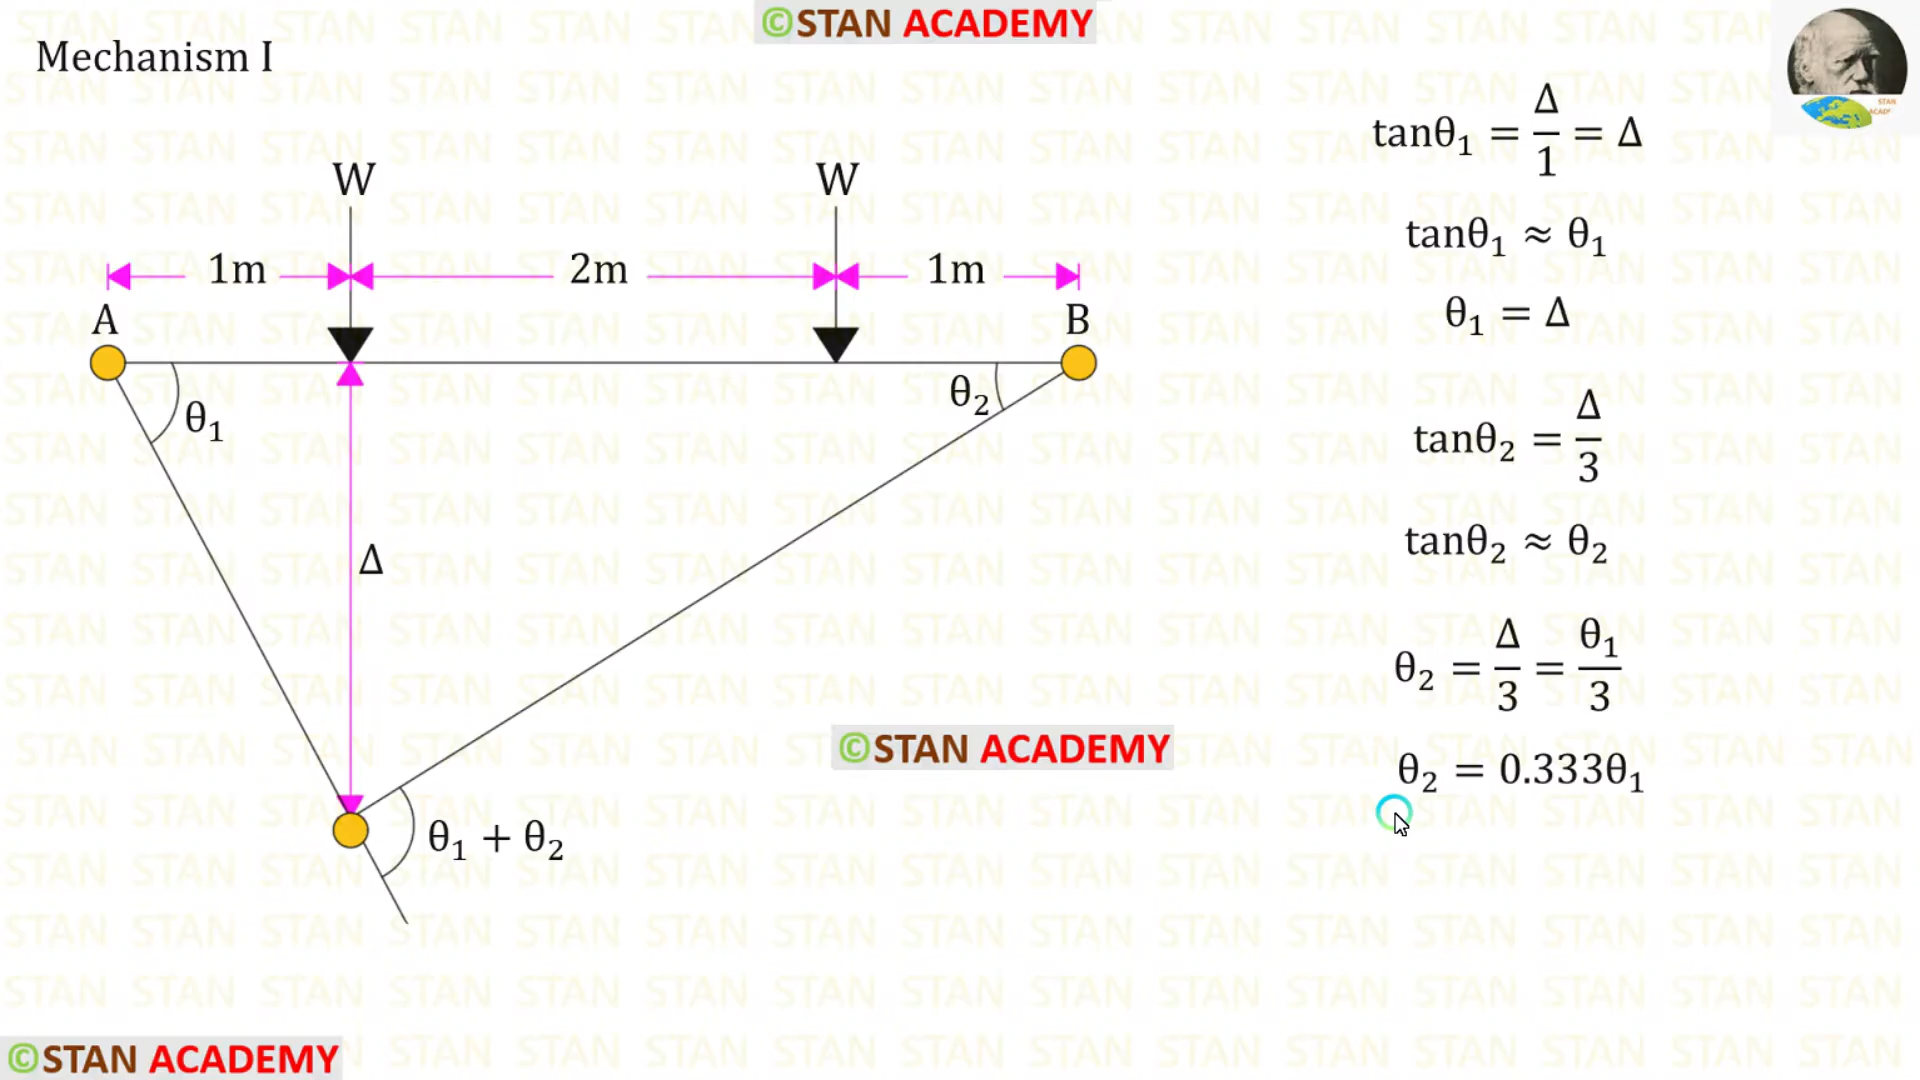 ©STAN ACADEMY
Mechanism I
W W
1m 2m 1m
A B
θ₁ θ₂
Δ
θ₁ + θ₂
tanθ₁ = Δ/1 = Δ
tanθ₁ ≈ θ₁
θ₁ = Δ
tanθ₂ = Δ/3
tanθ₂ ≈ θ₂
θ₂ = Δ/3 = θ₁/3
θ₂ = 0.333θ₁
©STAN ACADEMY
©STAN ACADEMY